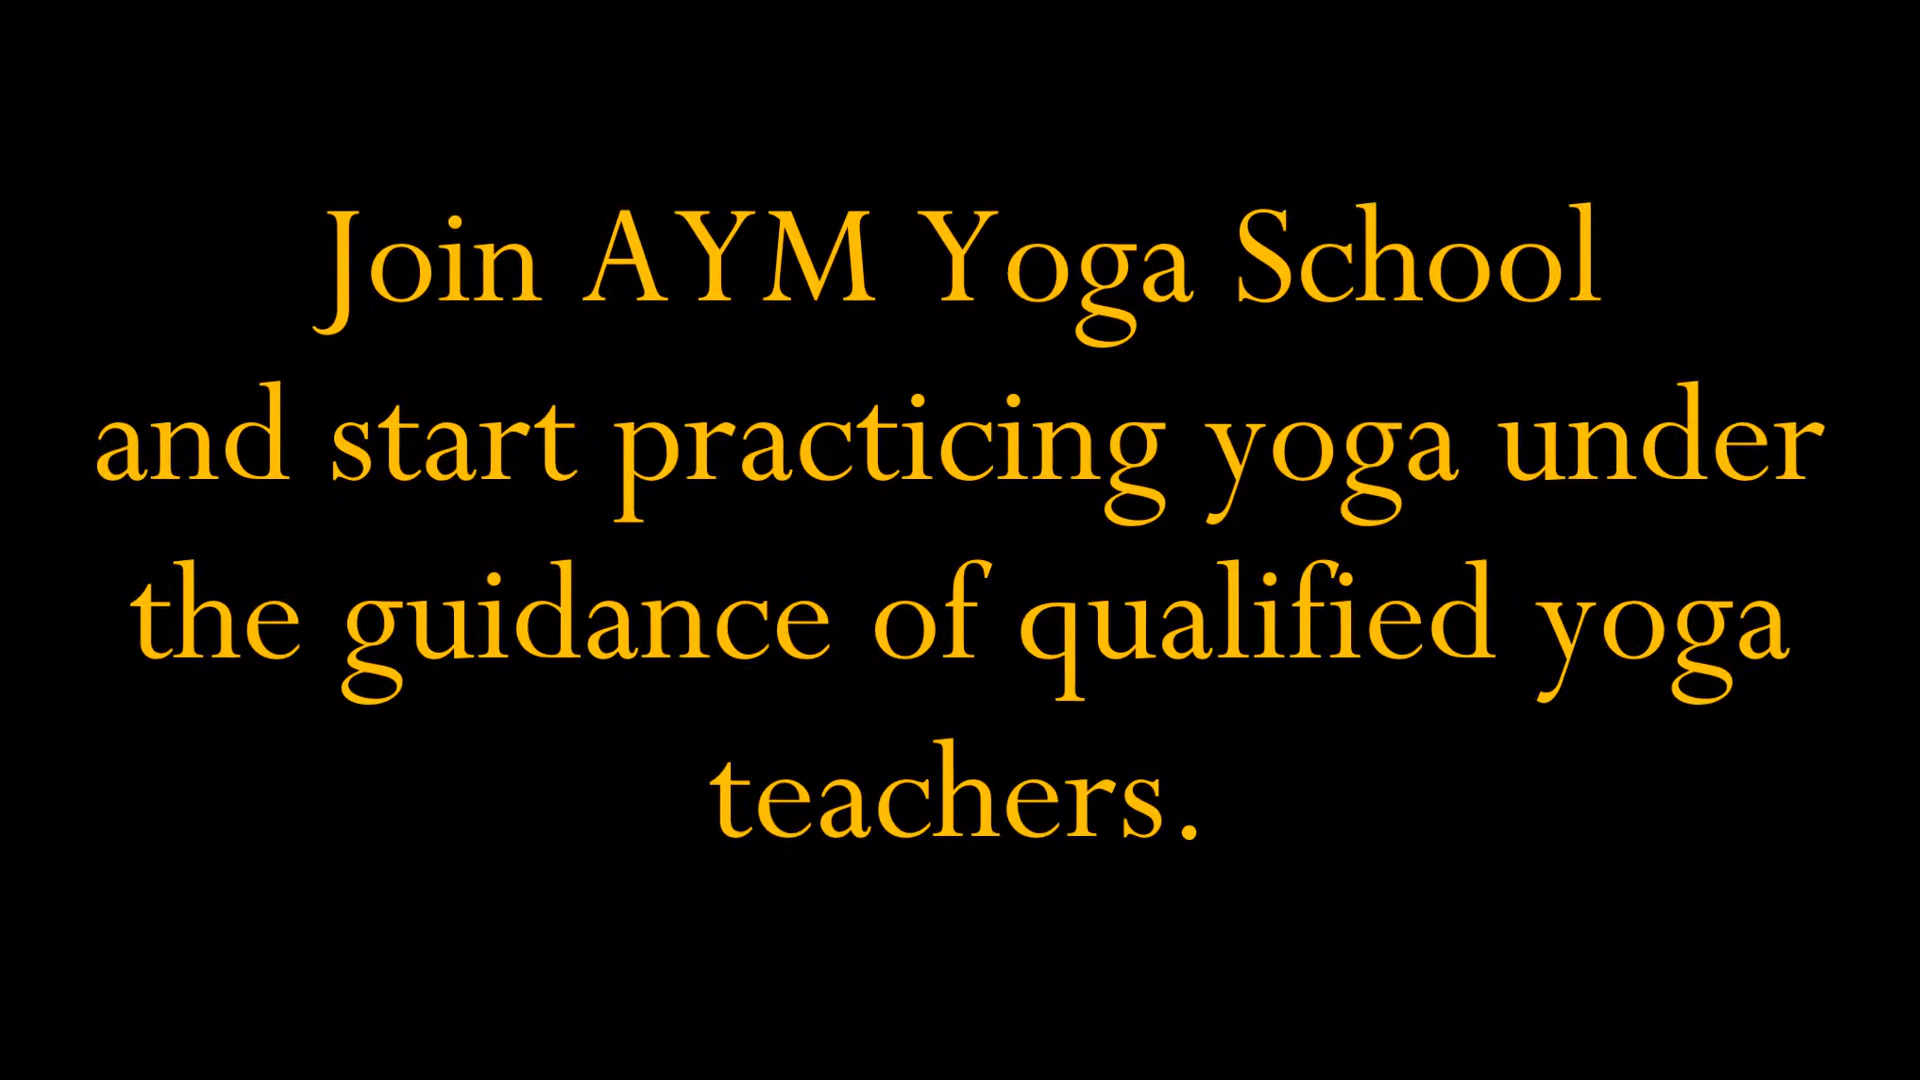 Join AYM Yoga School
and start practicing yoga under
the guidance of qualified yoga
teachers.